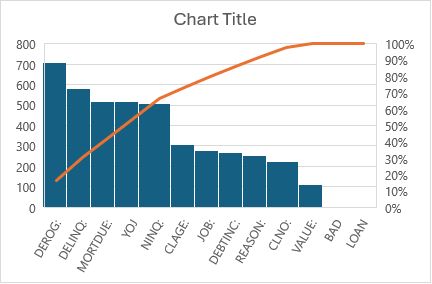 Chart Title
800
700
600
500
400
300
200
100
0
100%
90%
80%
70%
60%
50%
40%
30%
20%
10%
0%
DEROG:
DELINQ:
MORTDUE:
YOJ
NINQ:
CLAGE:
JOB:
DEBTINC:
REASON:
CLNO:
VALUE:
BAD
LOAN